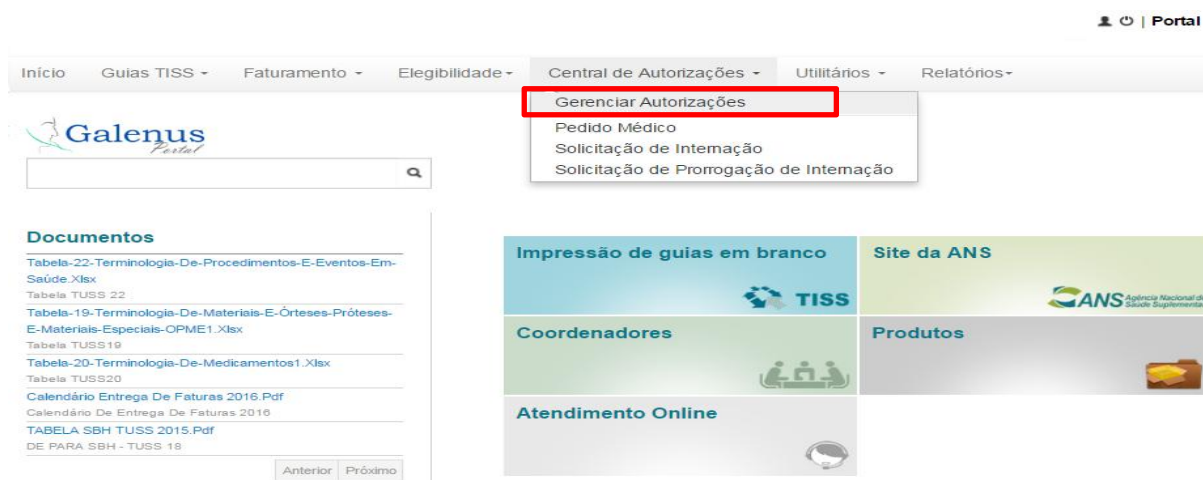 | Portal
Início Guias TISS Faturamento Elegibilidade Central de Autorizações Utilitários Relatórios
Gerenciar Autorizações
Pedido Médico
Solicitação de Internação
Solicitação de Prorrogação de Internação
Galenus
Portal
Documentos
Tabela-22-Terminologia-De-Procedimentos-E-Eventos-Em-
Saúde.Xlsx
Tabela TUSS 22
Tabela-19-Terminologia-De-Materiais-E-Órteses-Próteses-
E-Materiais-Especiais-OPME1.Xlsx
Tabela TUSS19
Tabela-20-Terminologia-De-Medicamentos1.Xlsx
Tabela TUSS20
Calendário Entrega De Faturas 2016.Pdf
Calendário De Entrega De Faturas 2016
TABELA SBH TUSS 2015.Pdf
DE PARA SBH - TUSS 18
Anterior Próximo
Impressão de guias em branco
TISS
Site da ANS
ANS Agência Nacional de
Saúde Suplementar
Coordenadores
Produtos
Atendimento Online